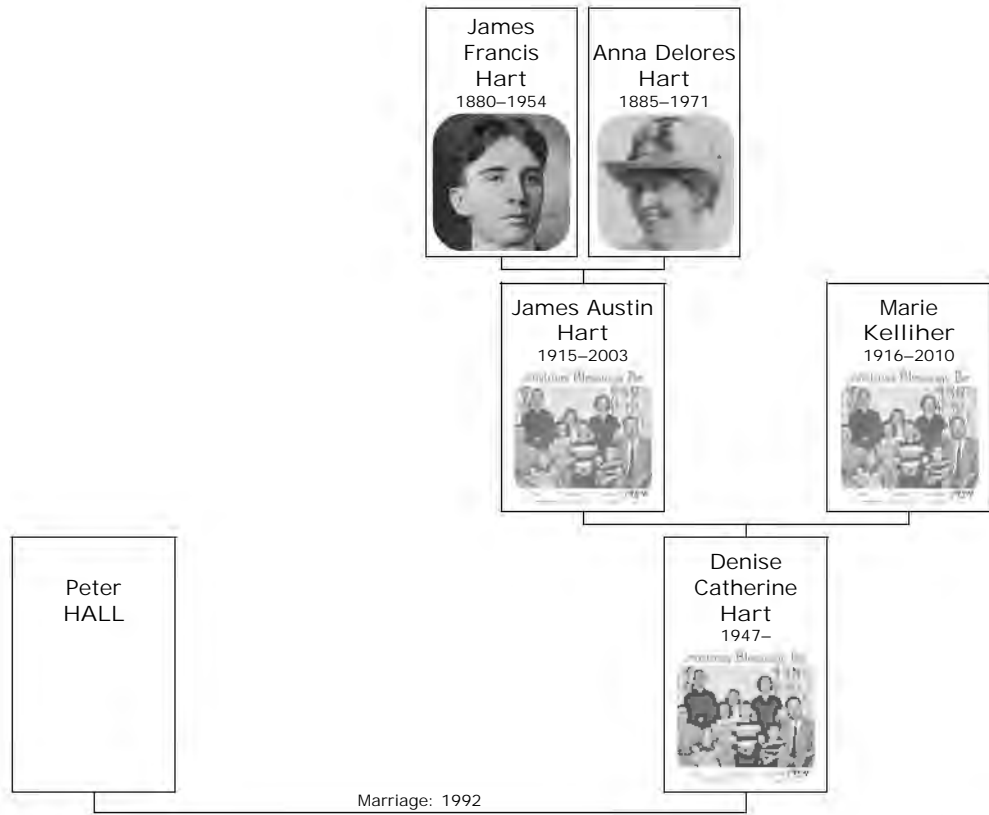 James
Francis
Hart
1880–1954
Anna Delores
Hart
1885–1971
James Austin
Hart
1915–2003
Marie
Kelliher
1916–2010
Peter
HALL
Denise
Catherine
Hart
1947–
Marriage: 1992